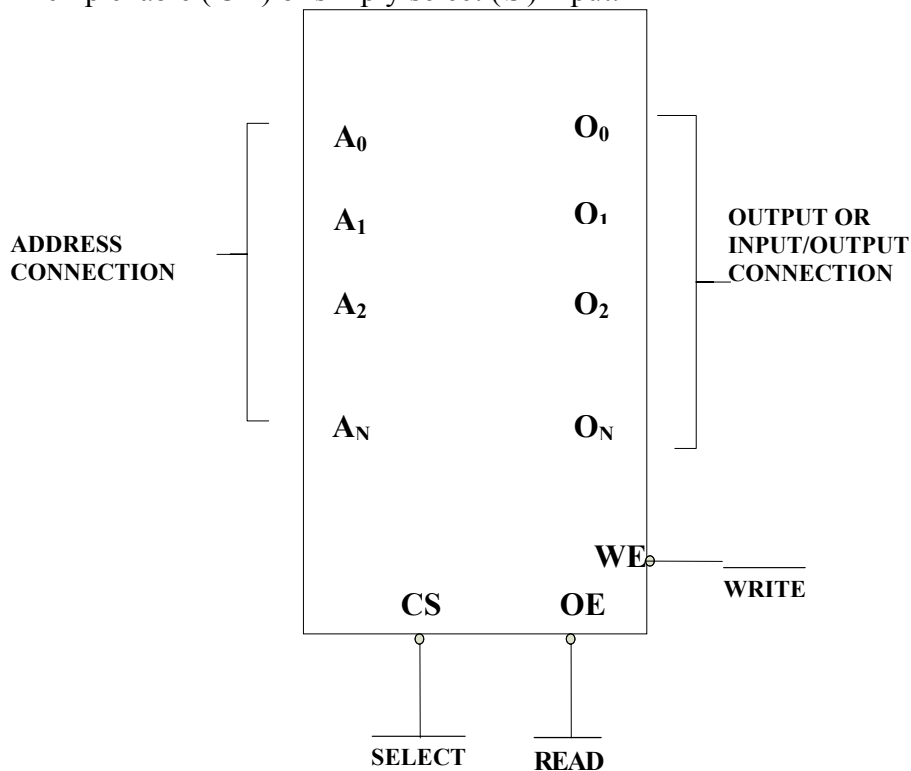 A₀
O₀
A₁
O₁
ADDRESS
CONNECTION
OUTPUT OR
INPUT/OUTPUT
CONNECTION
A₂
O₂
Aₙ
Oₙ
WE
WRITE
CS
OE
SELECT
READ